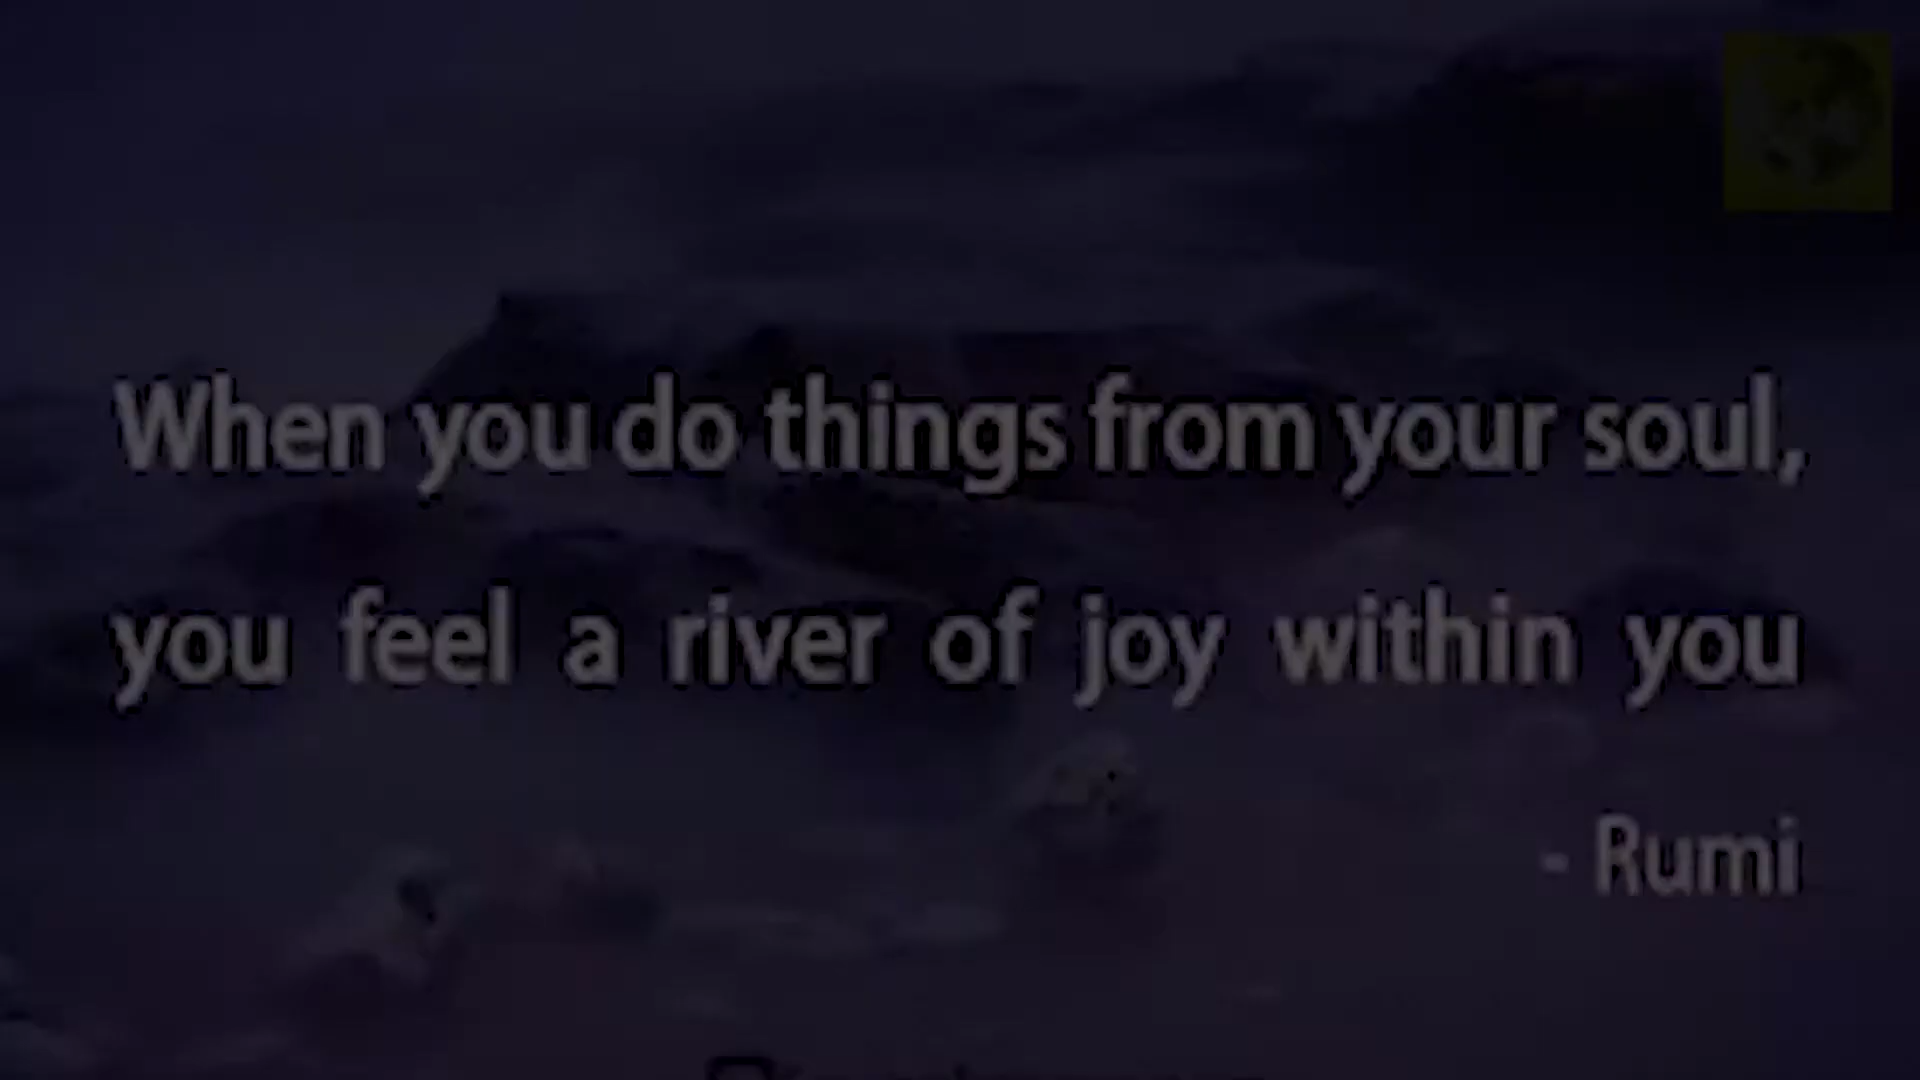 When you do things from your soul,
you feel a river of joy within you
- Rumi